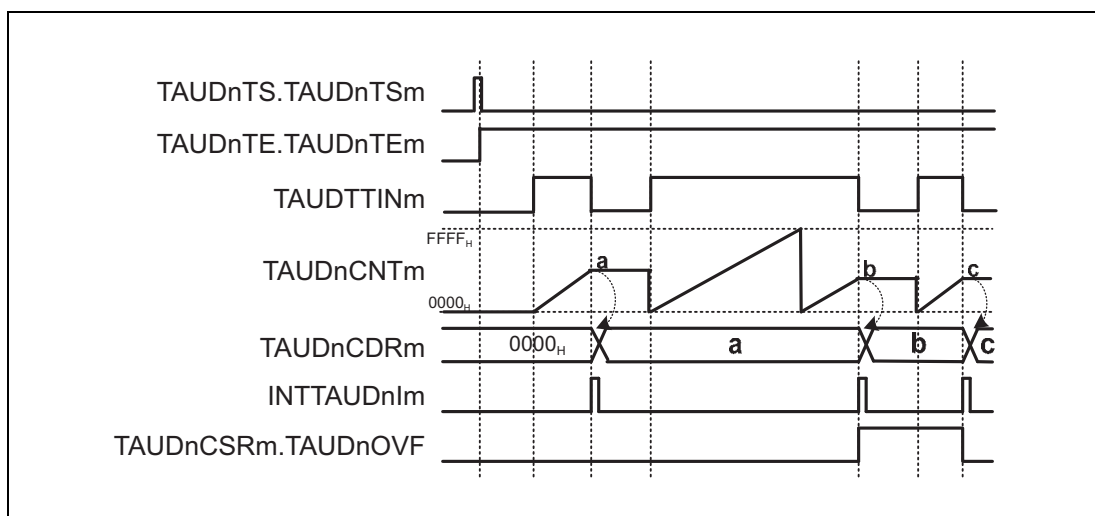 TAUDnTS.TAUDnTSm
TAUDnTE.TAUDnTEm
TAUDTTINm
FFFFH
TAUDnCNTm
a
b
c
0000H
TAUDnCDRm
0000H
a
b
c
INTTAUDnIm
TAUDnCSRm.TAUDnOVF